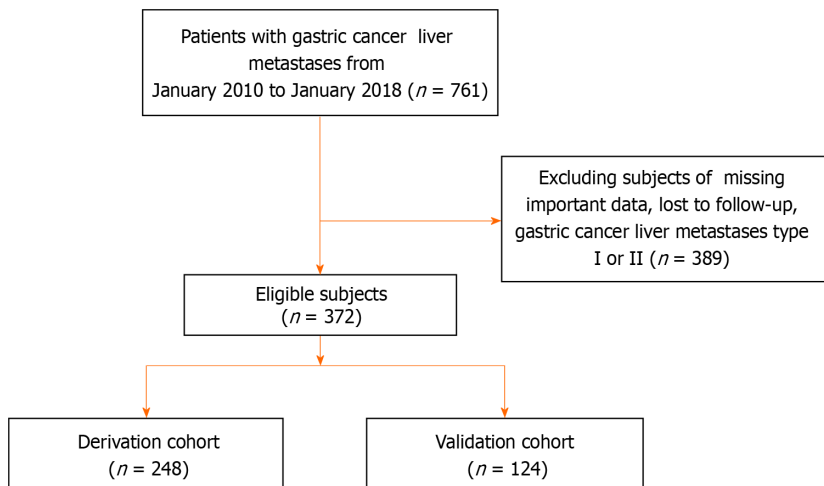 Patients with gastric cancer liver
metastases from
January 2010 to January 2018 (n = 761)
Excluding subjects of missing
important data, lost to follow-up,
gastric cancer liver metastases type
I or II (n = 389)
Eligible subjects
(n = 372)
Derivation cohort
(n = 248)
Validation cohort
(n = 124)